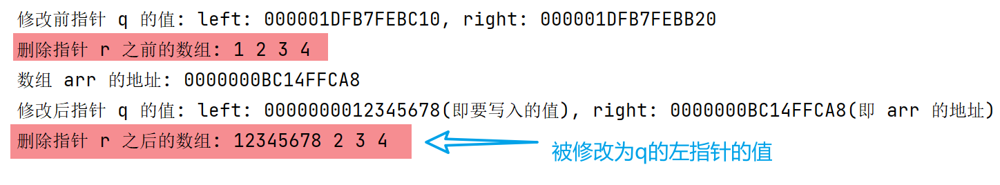 修改前指针 q 的值: left: 000001DFB7FEBC10, right: 000001DFB7FEBB20
删除指针 r 之前的数组: 1 2 3 4
数组 arr 的地址: 0000000BC14FFCA8
修改后指针 q 的值: left: 0000000012345678(即要写入的值), right: 0000000BC14FFCA8(即 arr 的地址)
删除指针 r 之后的数组: 12345678 2 3 4
被修改为q的左指针的值